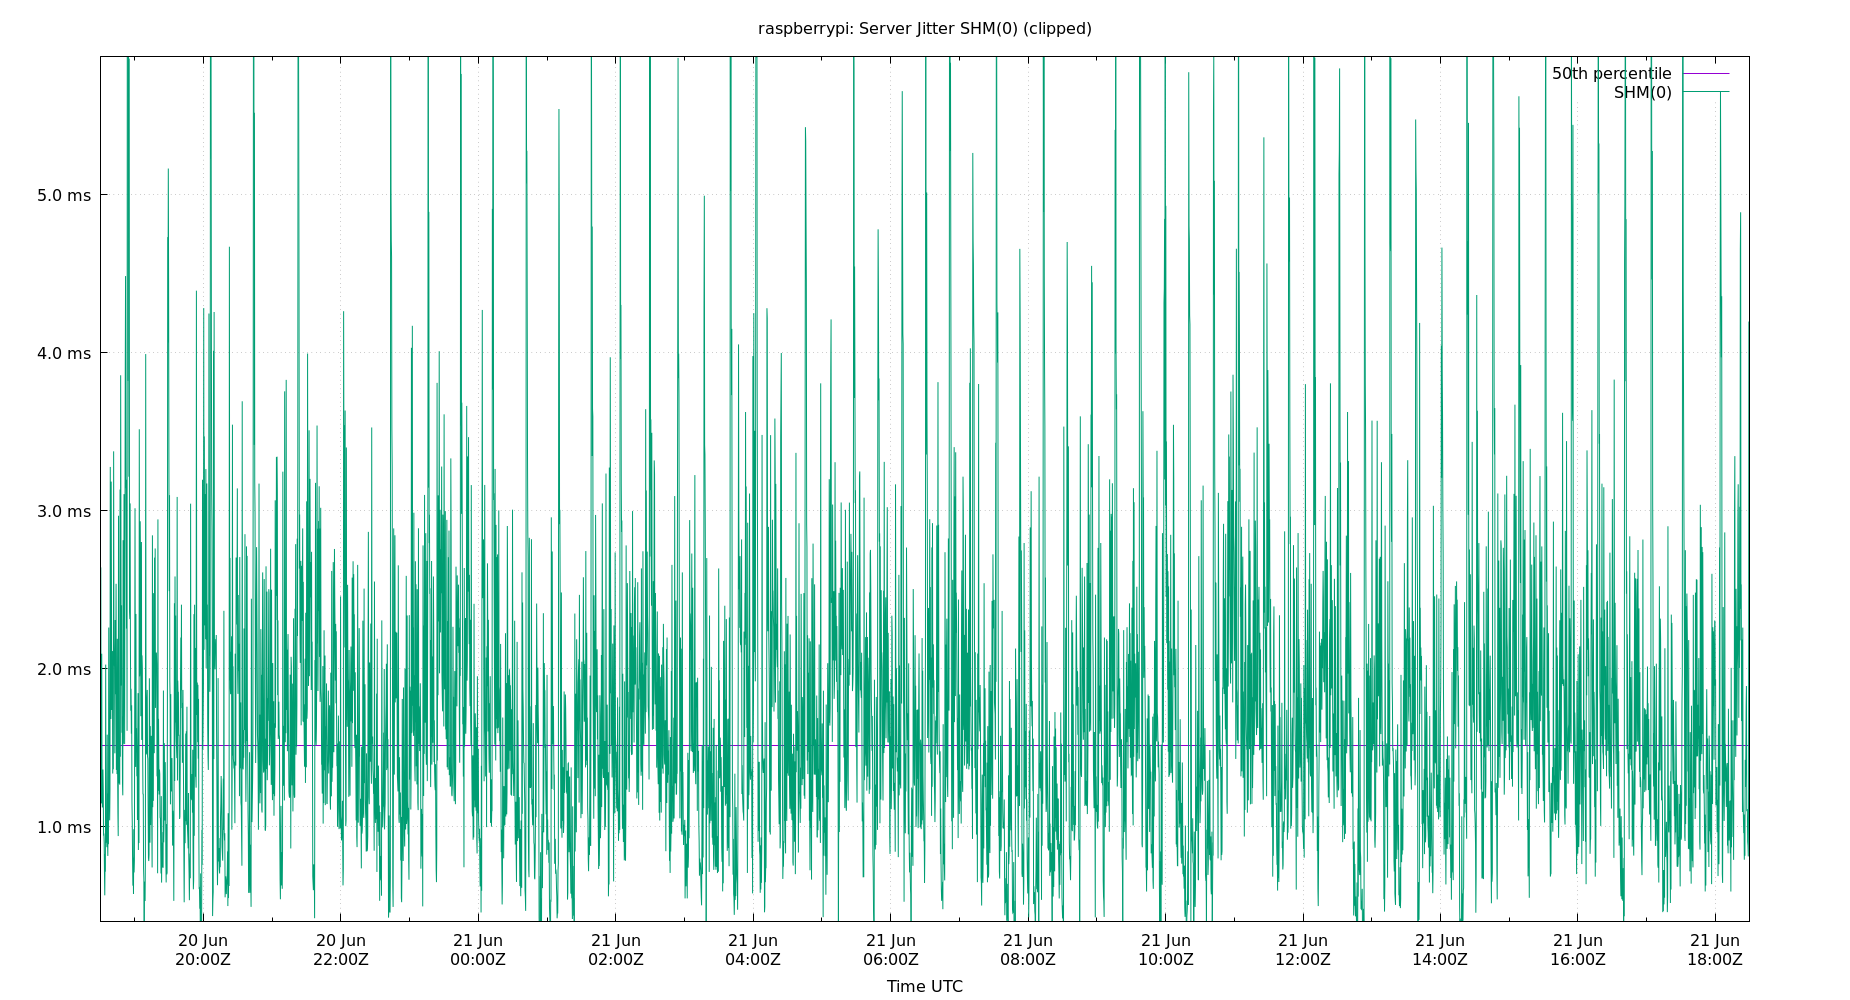 raspberrypi: Server Jitter SHM(0) (clipped)
50th percentile
SHM(0)
5.0 ms
4.0 ms
3.0 ms
2.0 ms
1.0 ms
20 Jun 20 Jun 21 Jun 21 Jun 21 Jun 21 Jun 21 Jun 21 Jun 21 Jun 21 Jun 21 Jun 21 Jun
20:00Z 22:00Z 00:00Z 02:00Z 04:00Z 06:00Z 08:00Z 10:00Z 12:00Z 14:00Z 16:00Z 18:00Z
Time UTC